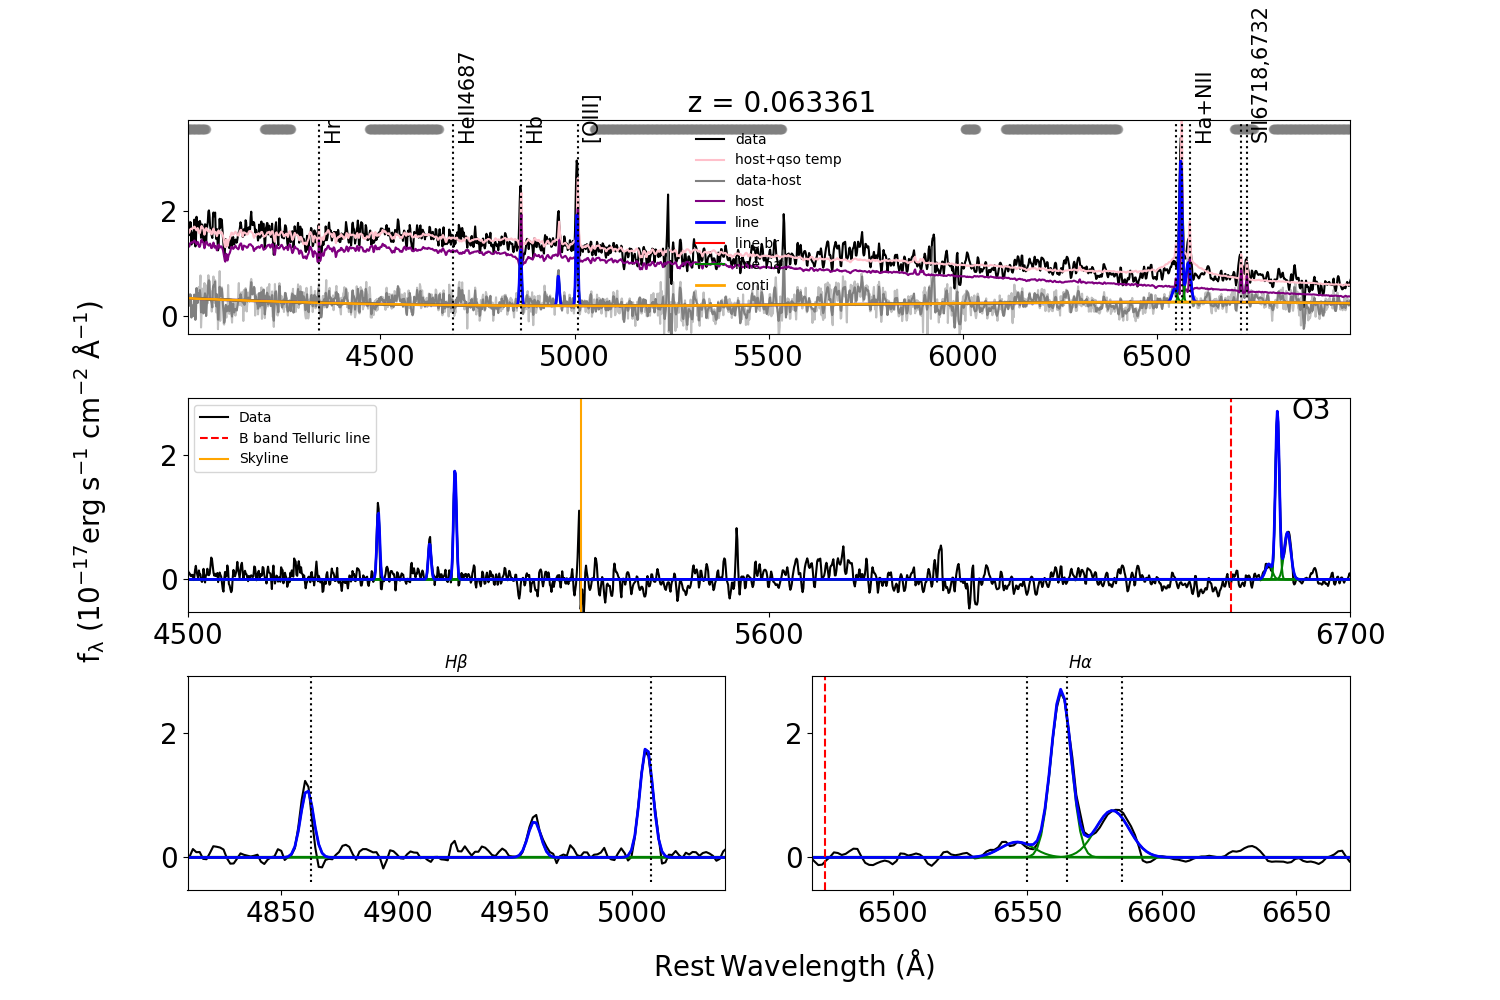 z = 0.063361
Hr
HeII4687
Hb
[OIII]
Ha+NII
SII6718,6732
data
host+qso temp
data-host
host
line
line br
conti
2
0
4500 5000 5500 6000 6500
Data
B band Telluric line
Skyline
O3
2
0
4500 5600 6700
fλ (10−17erg s−1 cm−2 Å−1)
Hβ
2
0
4850 4900 4950 5000
Hα
2
0
6500 6550 6600 6650
Rest Wavelength (Å)